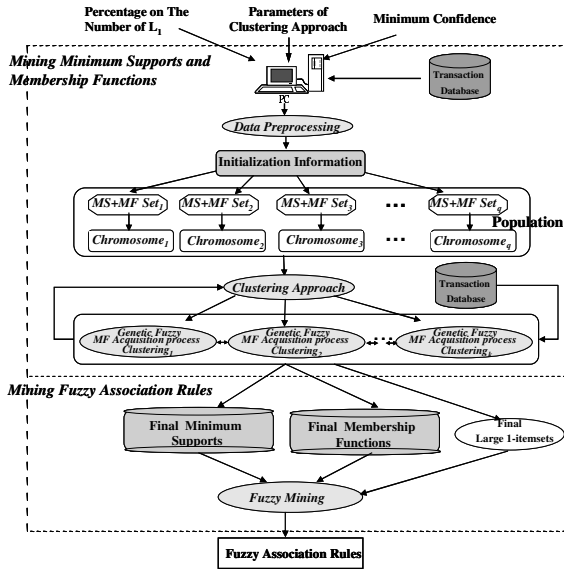 Percentage on The
Number of L1
Parameters of
Clustering Approach
Minimum Confidence
Mining Minimum Supports and
Membership Functions
PC
Transaction
Database
Data Preprocessing
Initialization Information
MS+MF Set1
MS+MF Set2
MS+MF Set3
...
MS+MF Setq
Population
Chromosome1
Chromosome2
Chromosome3
...
Chromosomeq
Clustering Approach
Transaction
Database
Genetic Fuzzy
MF Acquisition process
Clustering1
Genetic Fuzzy
MF Acquisition process
Clustering2
...
Genetic Fuzzy
MF Acquisition process
Clusteringk
Mining Fuzzy Association Rules
Final Minimum
Supports
Final Membership
Functions
Final
Large 1-itemsets
Fuzzy Mining
Fuzzy Association Rules